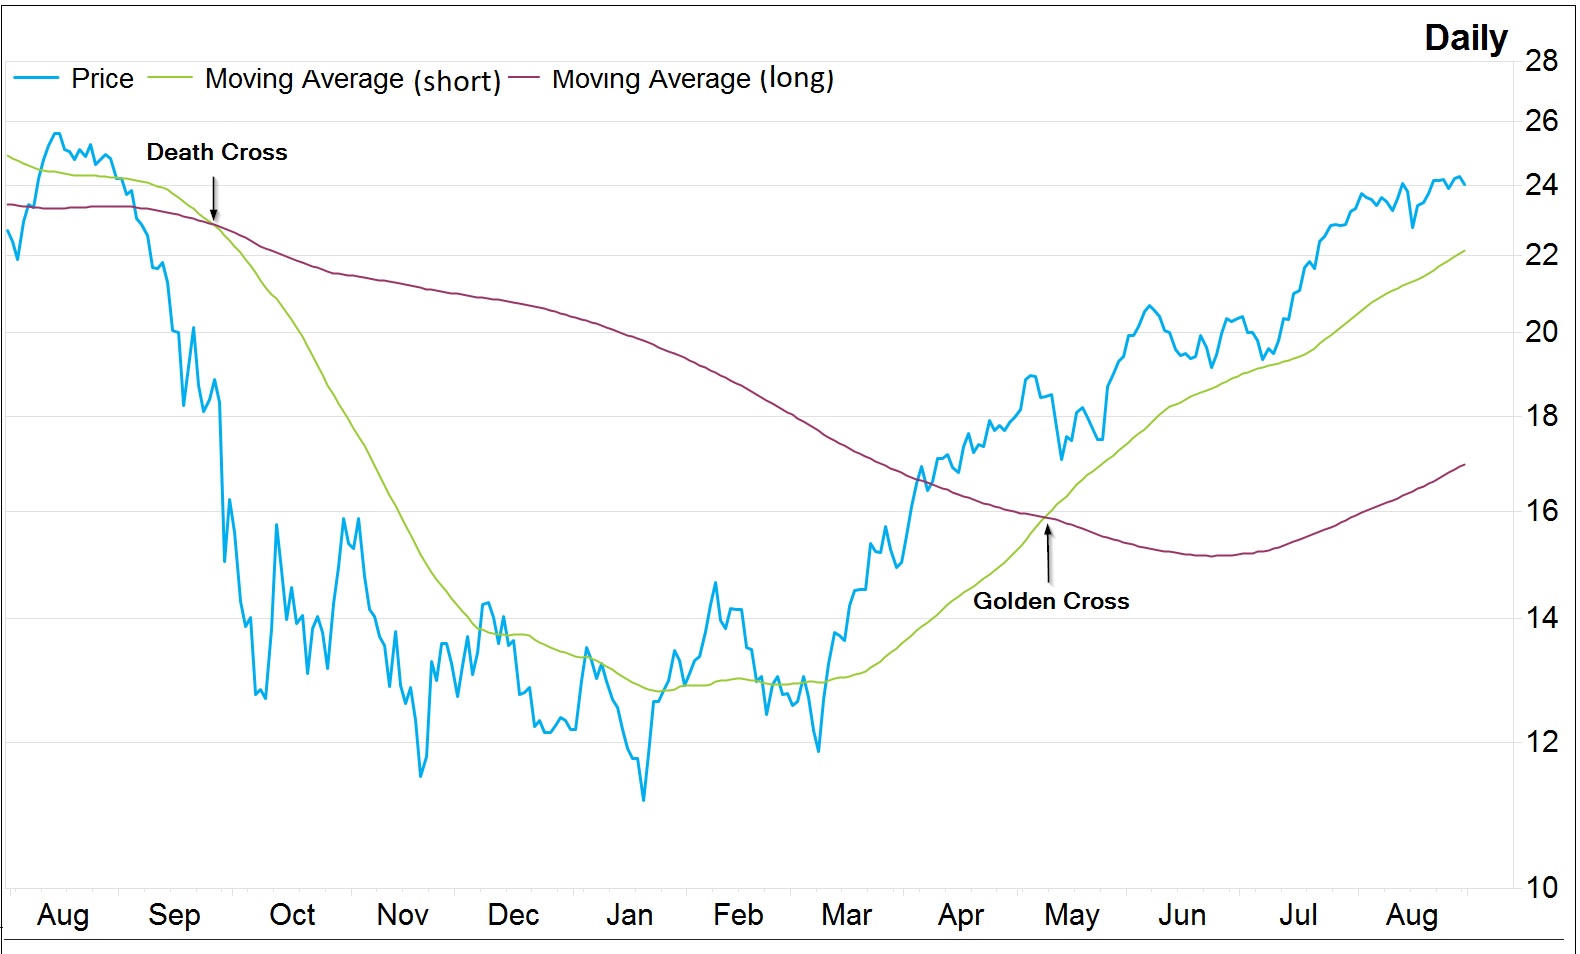 Daily
Price Moving Average (short) Moving Average (long)
28
26
Death Cross
24
22
20
18
16
Golden Cross
14
12
10
Aug Sep Oct Nov Dec Jan Feb Mar Apr May Jun Jul Aug